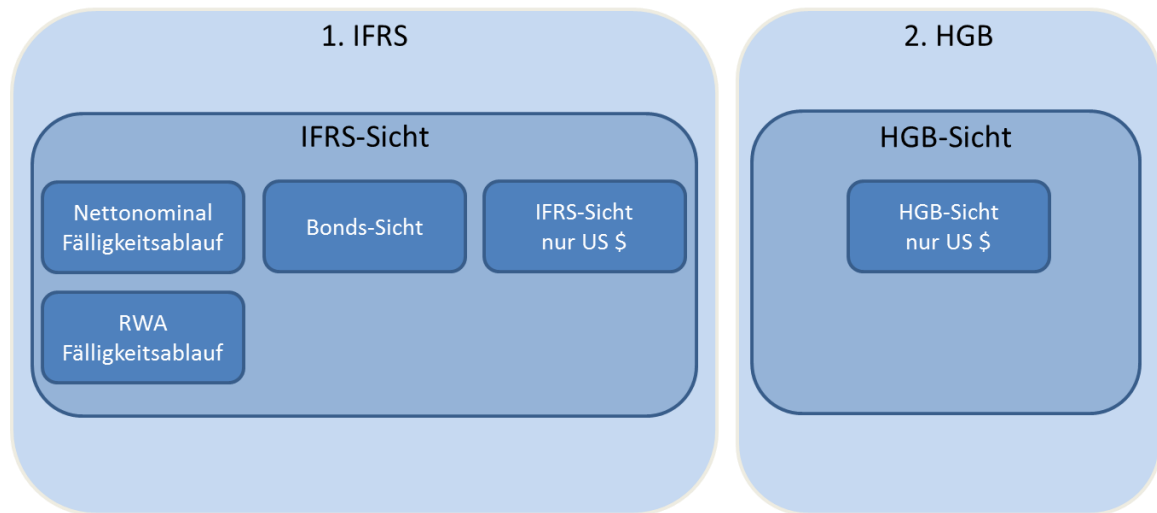 1. IFRS
IFRS-Sicht
Nettonominal
Fälligkeitsablauf
Bonds-Sicht
IFRS-Sicht
nur US $
RWA
Fälligkeitsablauf
2. HGB
HGB-Sicht
HGB-Sicht
nur US $